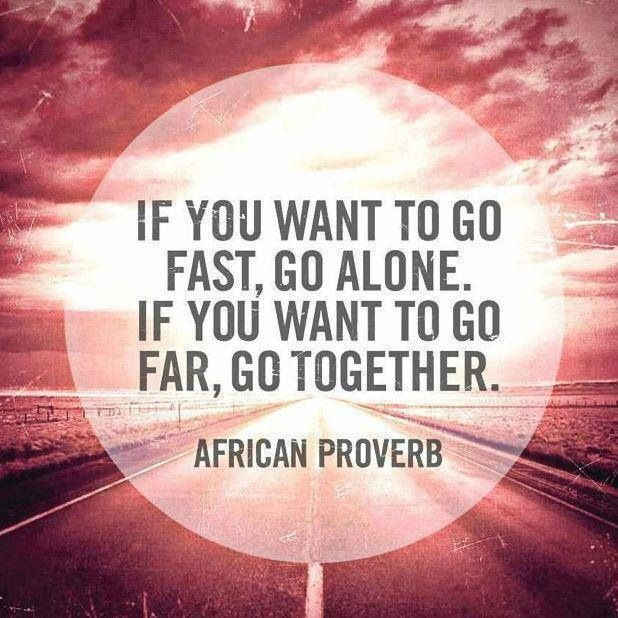 IF YOU WANT TO GO
FAST, GO ALONE.
IF YOU WANT TO GO
FAR, GO TOGETHER.
AFRICAN PROVERB